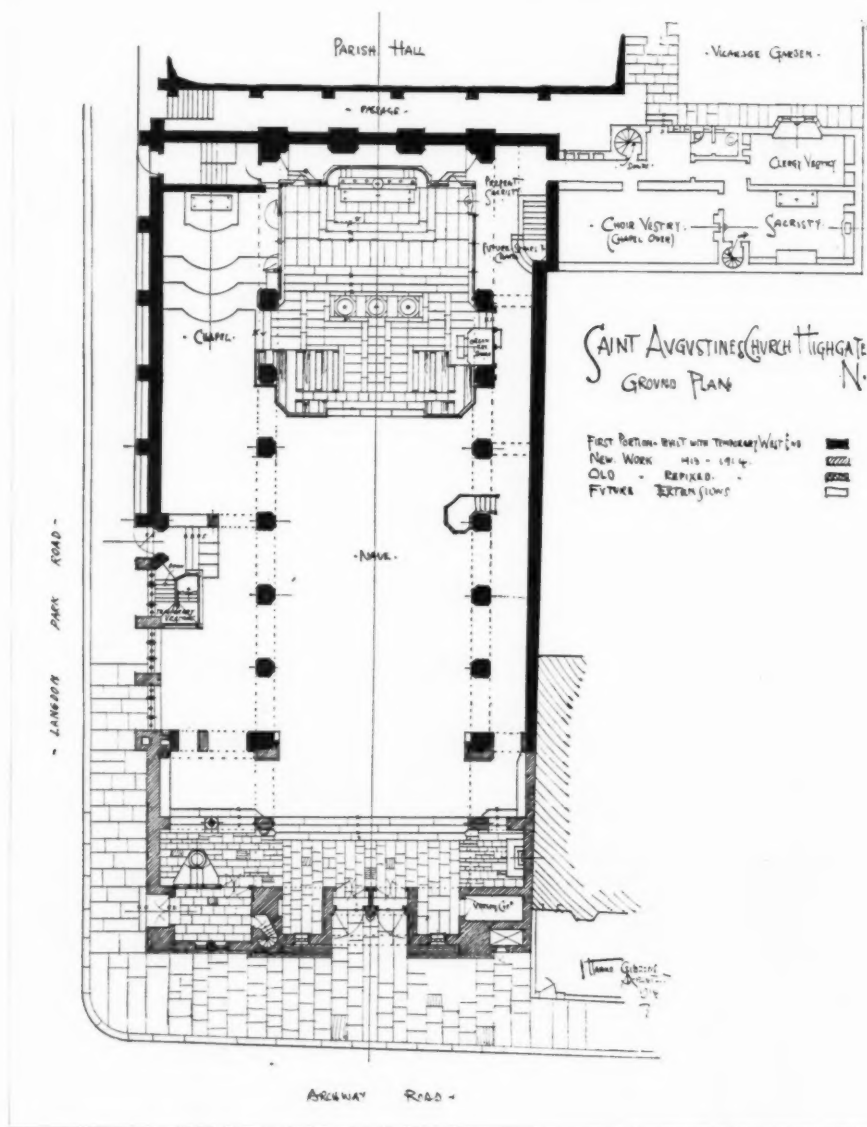 PARISH HALL
- VICARAGE GARDEN -
- PASSAGE -
CLERGY VESTRY
PRESENT
SACRISTY
- CHOIR VESTRY -
(CHAPEL OVER)
SACRISTY
- CHAPEL -
SAINT AUGUSTINES CHURCH HIGHGATE
GROUND PLAN N.
FIRST PORTION BUILT WITH TEMPORARY WEST END
NEW WORK 1913 - 1914
OLD - REFIXED -
FUTURE EXTENSIONS
- NAVE -
- LANGDON PARK ROAD -
ARCHWAY ROAD -